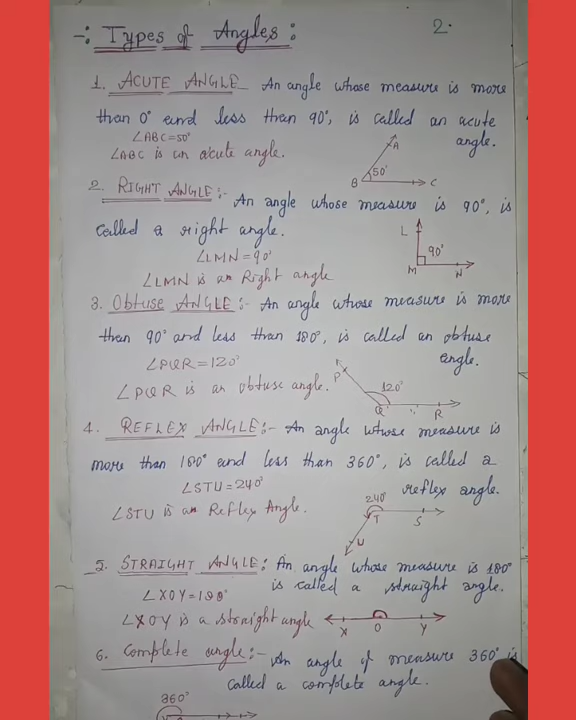 -: Types of Angles :
2.
1. ACUTE ANGLE An angle whose measure is more
than 0° and less than 90°, is called an acute
angle.
∠ABC=50°
∠ABC is an acute angle.
A
50°
B C
2. RIGHT ANGLE:- An angle whose measure is 90°, is
called a right angle.
∠LMN=90°
∠LMN is an Right angle
L
90°
M N
3. Obtuse ANGLE:- An angle whose measure is more
than 90° and less than 180°, is called an obtuse
angle.
∠PQR=120°
∠PQR is an obtuse angle.
P
120°
Q R
4. REFLEX ANGLE:- An angle whose measure is
more than 180° and less than 360°, is called a
reflex angle.
∠STU=240°
∠STU is an Reflex Angle.
240°
T S
U
5. STRAIGHT ANGLE: An angle whose measure is 180°
is called a straight angle.
∠XOY=180°
∠XOY is a straight angle
X O Y
6. Complete angle:- An angle of measure 360° is
called a complete angle.
360°